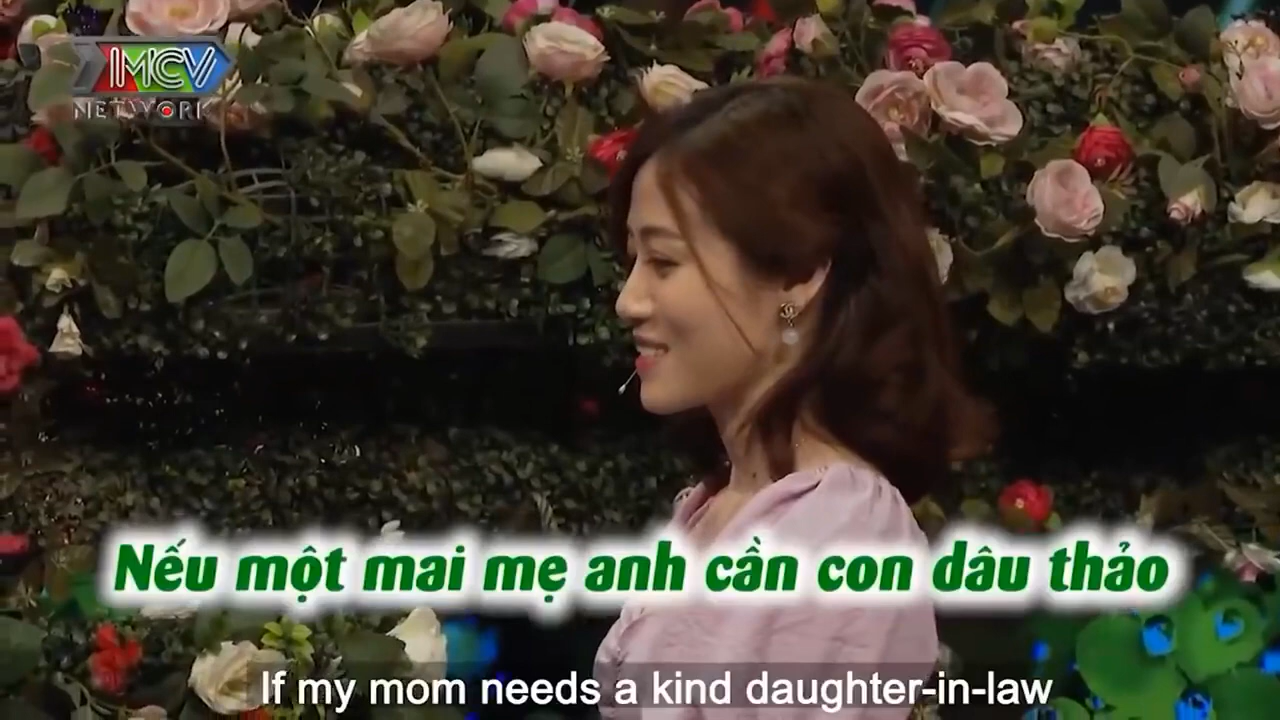 MCV
NETWORK
Nếu một mai mẹ anh cần con dâu thảo
If my mom needs a kind daughter-in-law